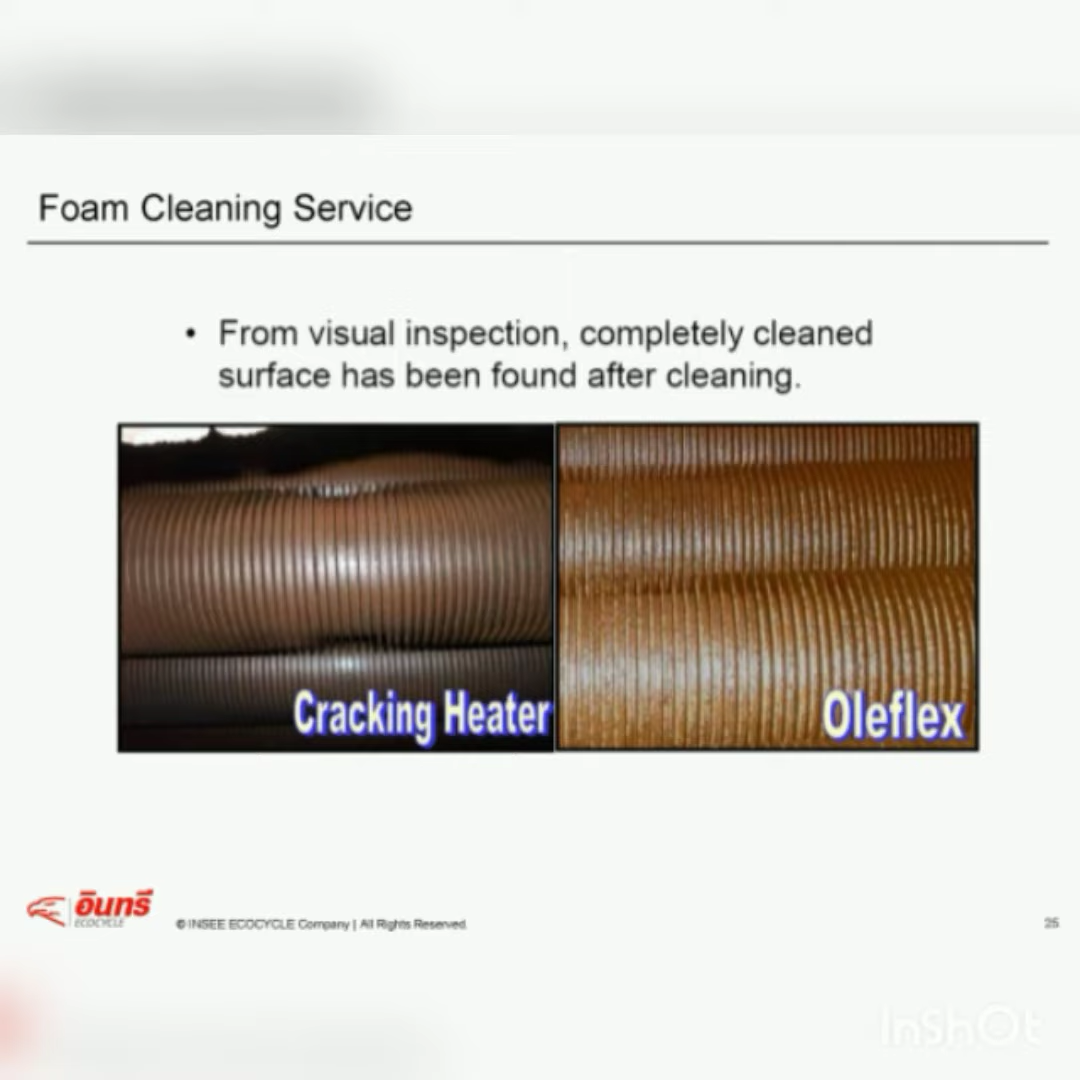 Foam Cleaning Service
• From visual inspection, completely cleaned
surface has been found after cleaning.
Cracking Heater
Oleflex
อินทรี
ECOCYCLE
© INSEE ECOCYCLE Company | All Rights Reserved.
25
InShOt